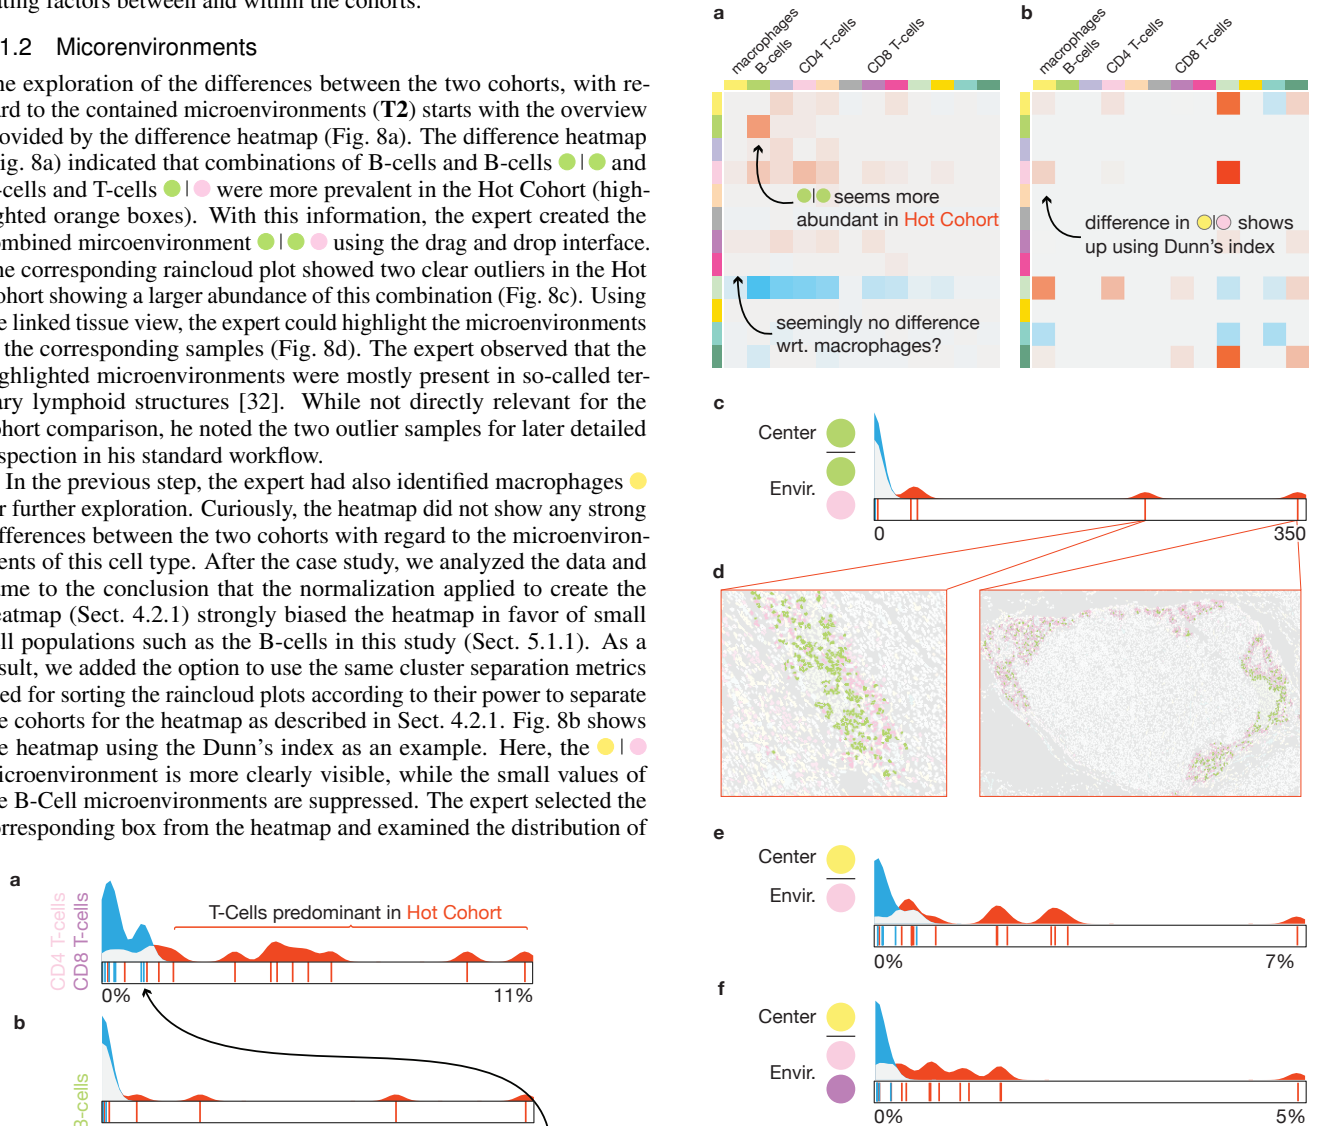 ating factors between and within the cohorts.
1.2 Micorenvironments
he exploration of the differences between the two cohorts, with re-
ard to the contained microenvironments (T2) starts with the overview
rovided by the difference heatmap (Fig. 8a). The difference heatmap
ig. 8a) indicated that combinations of B-cells and B-cells | and
-cells and T-cells | were more prevalent in the Hot Cohort (high-
ghted orange boxes). With this information, the expert created the
ombined mircoenvironment | using the drag and drop interface.
he corresponding raincloud plot showed two clear outliers in the Hot
ohort showing a larger abundance of this combination (Fig. 8c). Using
e linked tissue view, the expert could highlight the microenvironments
the corresponding samples (Fig. 8d). The expert observed that the
ghlighted microenvironments were mostly present in so-called ter-
ary lymphoid structures [32]. While not directly relevant for the
ohort comparison, he noted the two outlier samples for later detailed
spection in his standard workflow.
In the previous step, the expert had also identified macrophages
r further exploration. Curiously, the heatmap did not show any strong
fferences between the two cohorts with regard to the microenviron-
ents of this cell type. After the case study, we analyzed the data and
ame to the conclusion that the normalization applied to create the
eatmap (Sect. 4.2.1) strongly biased the heatmap in favor of small
ll populations such as the B-cells in this study (Sect. 5.1.1). As a
sult, we added the option to use the same cluster separation metrics
ed for sorting the raincloud plots according to their power to separate
e cohorts for the heatmap as described in Sect. 4.2.1. Fig. 8b shows
e heatmap using the Dunn's index as an example. Here, the |
icroenvironment is more clearly visible, while the small values of
e B-Cell microenvironments are suppressed. The expert selected the
orresponding box from the heatmap and examined the distribution of
a
CD4 T-cells
CD8 T-cells
T-Cells predominant in Hot Cohort
0% 11%
b
B-cells
a
macrophages
B-cells
CD4 T-cells
CD8 T-cells
| seems more
abundant in Hot Cohort
seemingly no difference
wrt. macrophages?
b
macrophages
B-cells
CD4 T-cells
CD8 T-cells
difference in | shows
up using Dunn's index
c
Center
Envir.
0 350
d
e
Center
Envir.
0% 7%
f
Center
Envir.
0% 5%